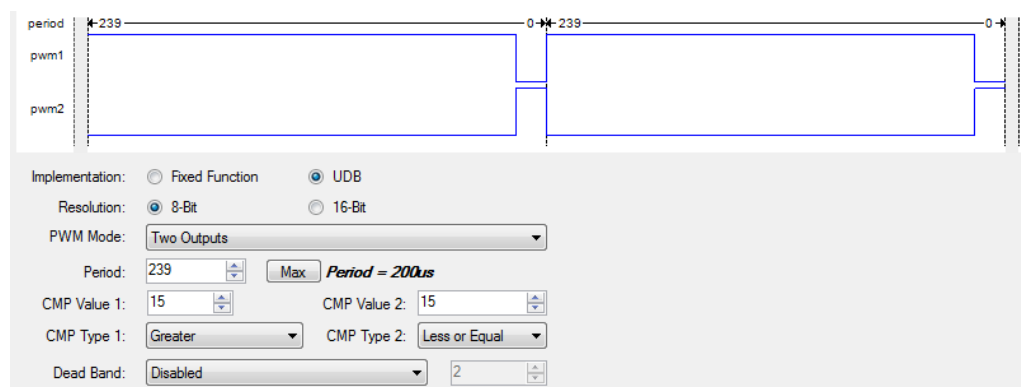 period 239 0 239 0
pwm1
pwm2
Implementation: Fixed Function UDB
Resolution: 8-Bit 16-Bit
PWM Mode: Two Outputs
Period: 239 Max Period = 200us
CMP Value 1: 15 CMP Value 2: 15
CMP Type 1: Greater CMP Type 2: Less or Equal
Dead Band: Disabled 2